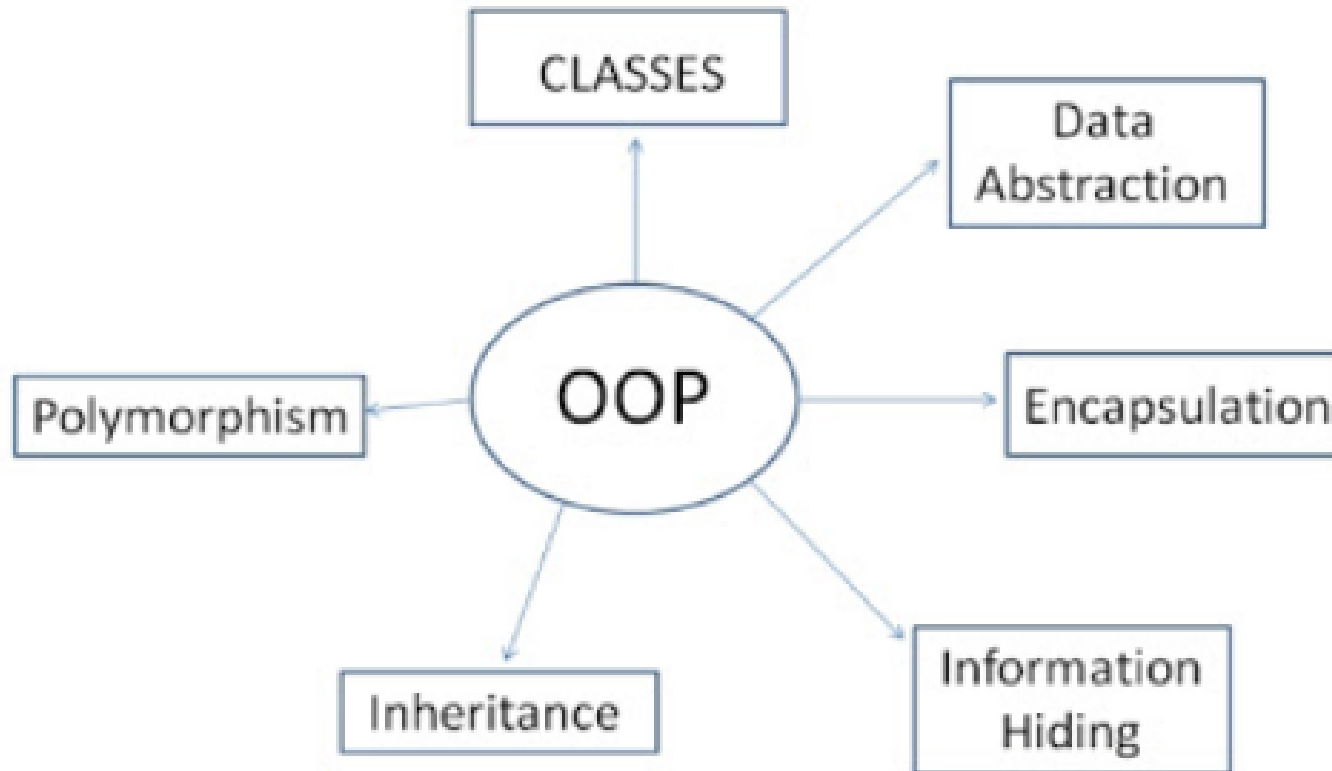 CLASSES
Data
Abstraction
OOP
Polymorphism
Encapsulation
Inheritance
Information
Hiding